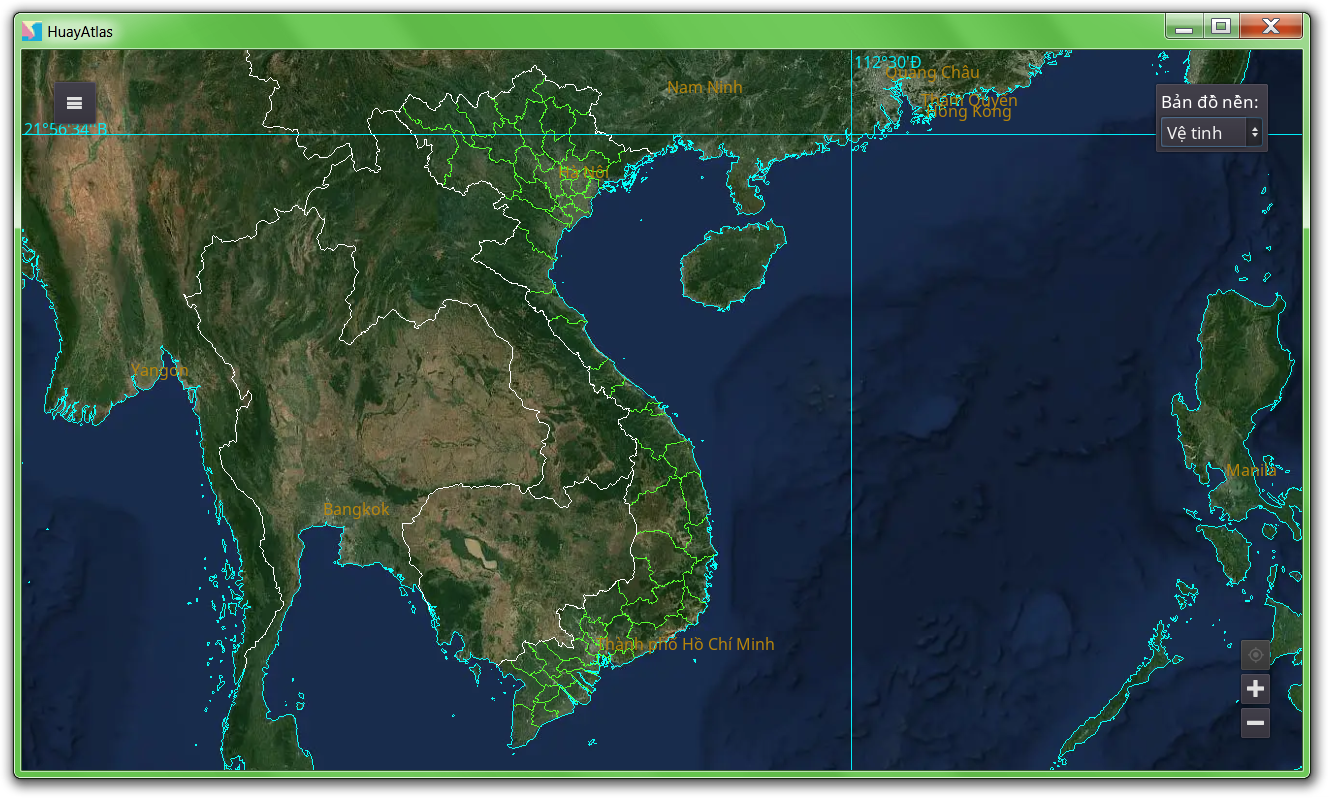 HuayAtlas
112°30'Đ
Quảng Châu
Nam Ninh
Bản đồ nền:
Thâm Quyến
Hồng Kông
21°56'34"B
Vệ tinh
Hà Nội
Yangon
Manila
Bangkok
Thành phố Hồ Chí Minh